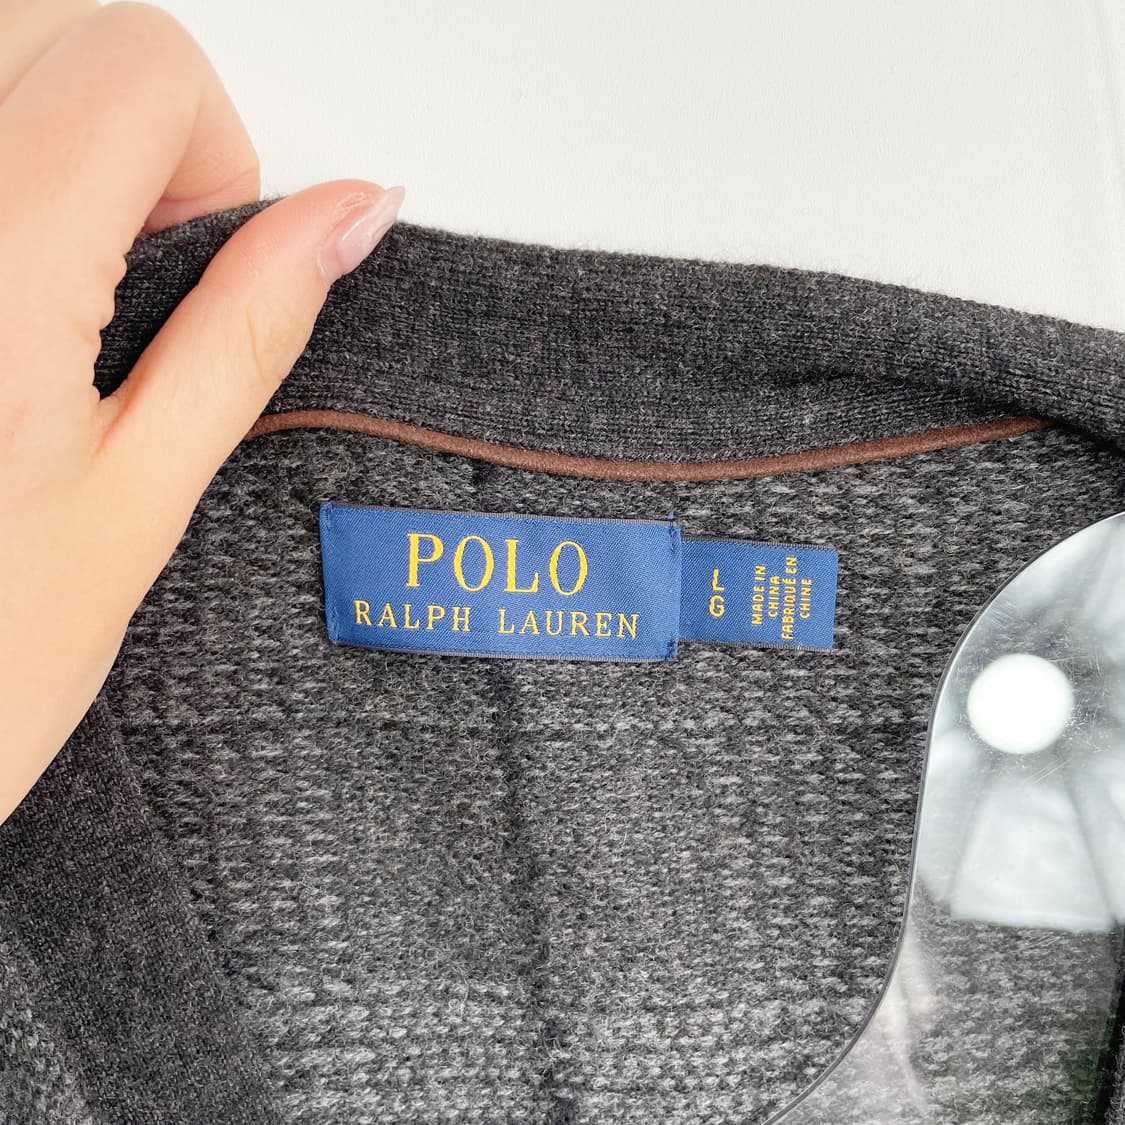 POLO
RALPH LAUREN
L
G
MADE IN
CHINA
FABRIQUÉ EN
CHINE